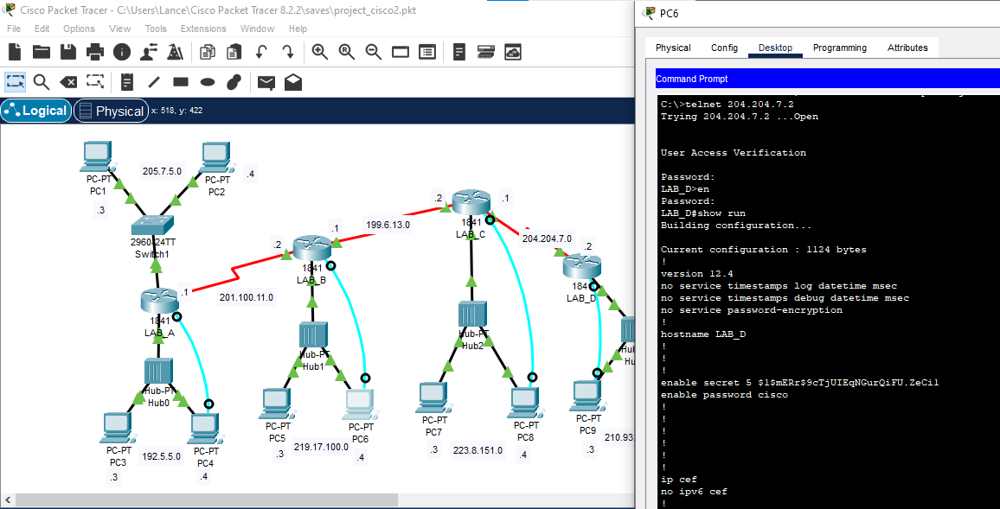 Cisco Packet Tracer - C:\Users\Lance\Cisco Packet Tracer 8.2.2\saves\project_cisco2.pkt
File Edit Options View Tools Extensions Window Help
Logical Physical x: 518, y: 422
PC-PT
PC1
.3
205.7.5.0
PC-PT
PC2
.4
2960-24TT
Switch1
.1
1841
LAB_A
Hub-PT
Hub0
PC-PT
PC3
.3
192.5.5.0
PC-PT
PC4
.4
201.100.11.0
.2
.1
1841
LAB_B
Hub-PT
Hub1
PC-PT
PC5
.3
219.17.100.0
PC-PT
PC6
.4
199.6.13.0
.2
.1
1841
LAB_C
Hub-PT
Hub2
PC-PT
PC7
.3
223.8.151.0
PC-PT
PC8
.4
204.204.7.0
.2
184
LAB_D
Hu
Hu
PC-PT
PC9
.3
210.93
PC6
Physical Config Desktop Programming Attributes
Command Prompt
C:\>telnet 204.204.7.2
Trying 204.204.7.2 ...Open
User Access Verification
Password:
LAB_D>en
Password:
LAB_D#show run
Building configuration...
Current configuration : 1124 bytes
!
version 12.4
no service timestamps log datetime msec
no service timestamps debug datetime msec
no service password-encryption
!
hostname LAB_D
!
!
!
enable secret 5 $1$mERr$9cTjUIEqNGurQiFU.ZeCi1
enable password cisco
!
!
!
!
!
!
ip cef
no ipv6 cef
!